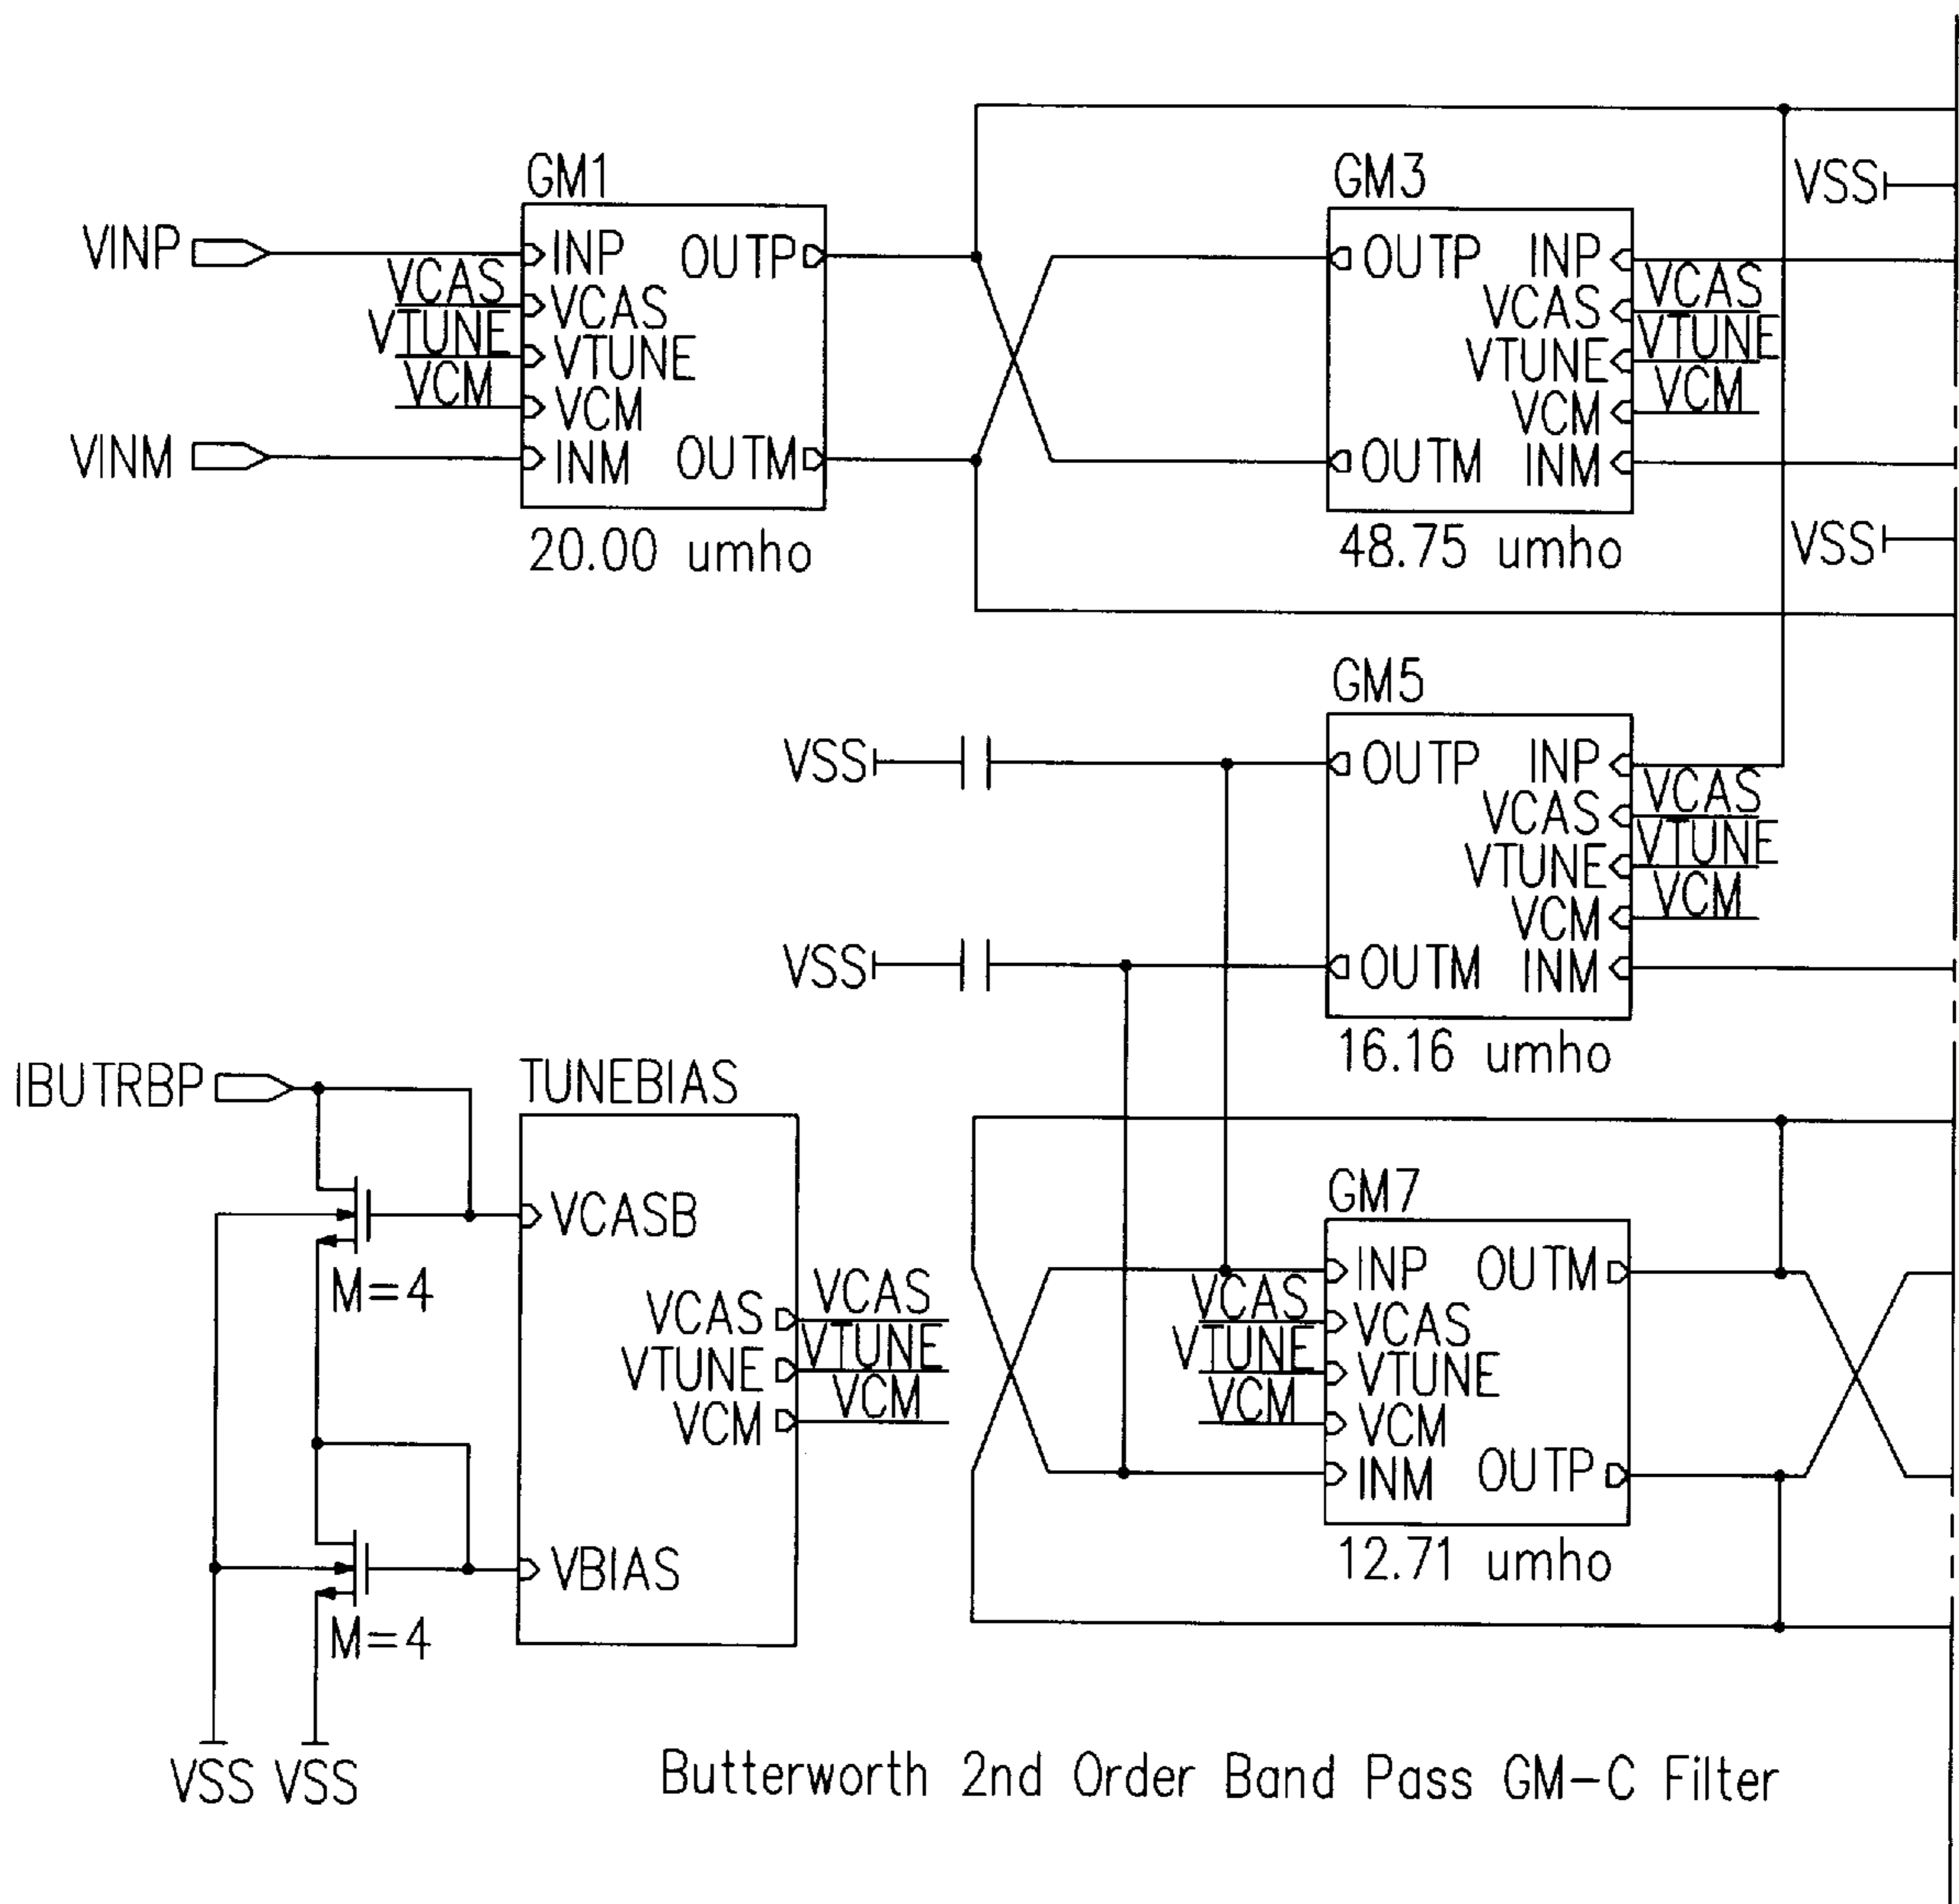 GM1
GM3
VSS
VINP
INP
OUTP
OUTP
INP
VCAS
VCAS
VCAS
VCAS
VTUNE
VTUNE
VTUNE
VTUNE
VCM
VCM
VCM
VCM
VINM
INM
OUTM
OUTM
INM
20.00 umho
48.75 umho
VSS
GM5
VSS
OUTP
INP
VCAS
VCAS
VTUNE
VTUNE
VCM
VCM
VSS
OUTM
INM
16.16 umho
IBUTRBP
TUNEBIAS
GM7
VCASB
M=4
VCAS
VCAS
VTUNE
VTUNE
VCM
VCM
INP
OUTM
VCAS
VCAS
VTUNE
VTUNE
VCM
VCM
INM
OUTP
12.71 umho
VBIAS
M=4
VSS VSS
Butterworth 2nd Order Band Pass GM-C Filter